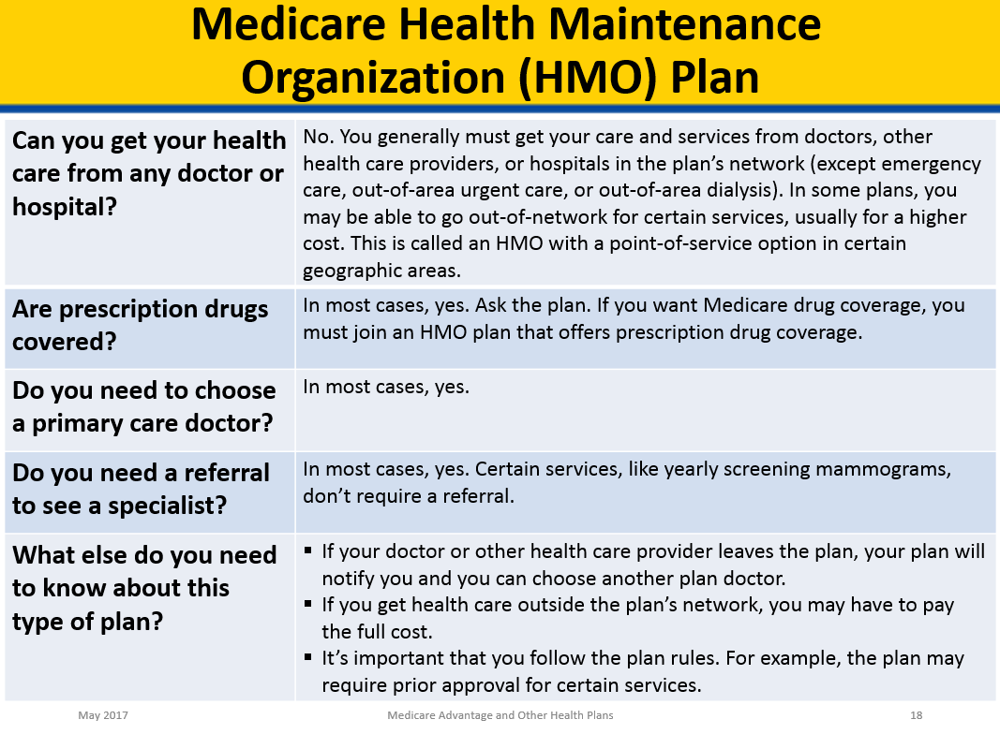 Medicare Health Maintenance
Organization (HMO) Plan
Can you get your health
care from any doctor or
hospital?
No. You generally must get your care and services from doctors, other
health care providers, or hospitals in the plan’s network (except emergency
care, out-of-area urgent care, or out-of-area dialysis). In some plans, you
may be able to go out-of-network for certain services, usually for a higher
cost. This is called an HMO with a point-of-service option in certain
geographic areas.
Are prescription drugs
covered?
In most cases, yes. Ask the plan. If you want Medicare drug coverage, you
must join an HMO plan that offers prescription drug coverage.
Do you need to choose
a primary care doctor?
In most cases, yes.
Do you need a referral
to see a specialist?
In most cases, yes. Certain services, like yearly screening mammograms,
don’t require a referral.
What else do you need
to know about this
type of plan?
▪ If your doctor or other health care provider leaves the plan, your plan will
notify you and you can choose another plan doctor.
▪ If you get health care outside the plan’s network, you may have to pay
the full cost.
▪ It’s important that you follow the plan rules. For example, the plan may
require prior approval for certain services.
May 2017
Medicare Advantage and Other Health Plans
18